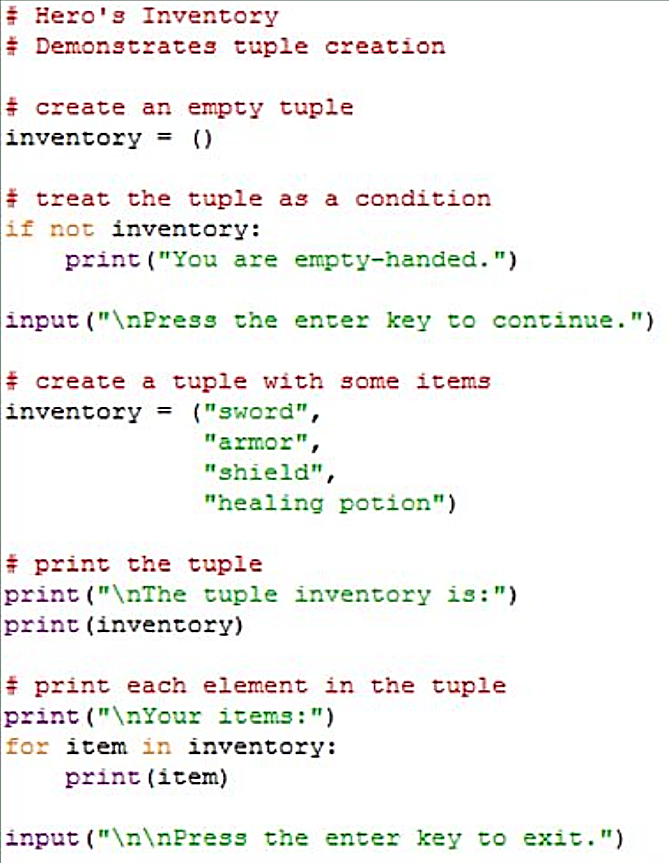 # Hero's Inventory
# Demonstrates tuple creation
# create an empty tuple
inventory = ()
# treat the tuple as a condition
if not inventory:
    print("You are empty-handed.")
input("\nPress the enter key to continue.")
# create a tuple with some items
inventory = ("sword",
             "armor",
             "shield",
             "healing potion")
# print the tuple
print("\nThe tuple inventory is:")
print(inventory)
# print each element in the tuple
print("\nYour items:")
for item in inventory:
    print(item)
input("\n\nPress the enter key to exit.")